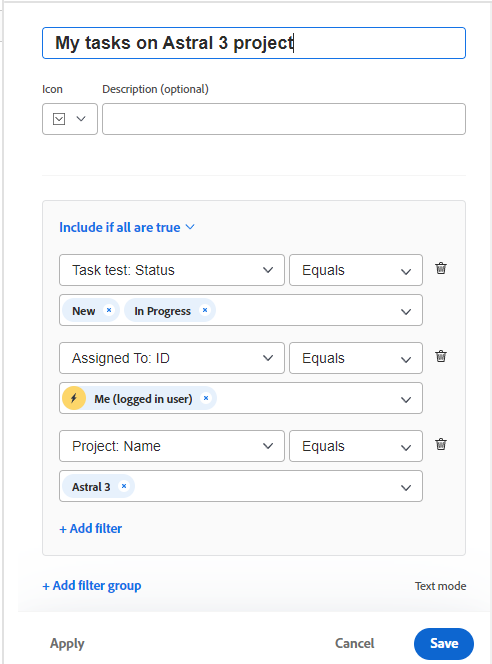 My tasks on Astral 3 project
Icon Description (optional)
Include if all are true
Task test: Status Equals
New × In Progress ×
Assigned To: ID Equals
Me (logged in user) ×
Project: Name Equals
Astral 3 ×
+ Add filter
+ Add filter group Text mode
Apply Cancel Save